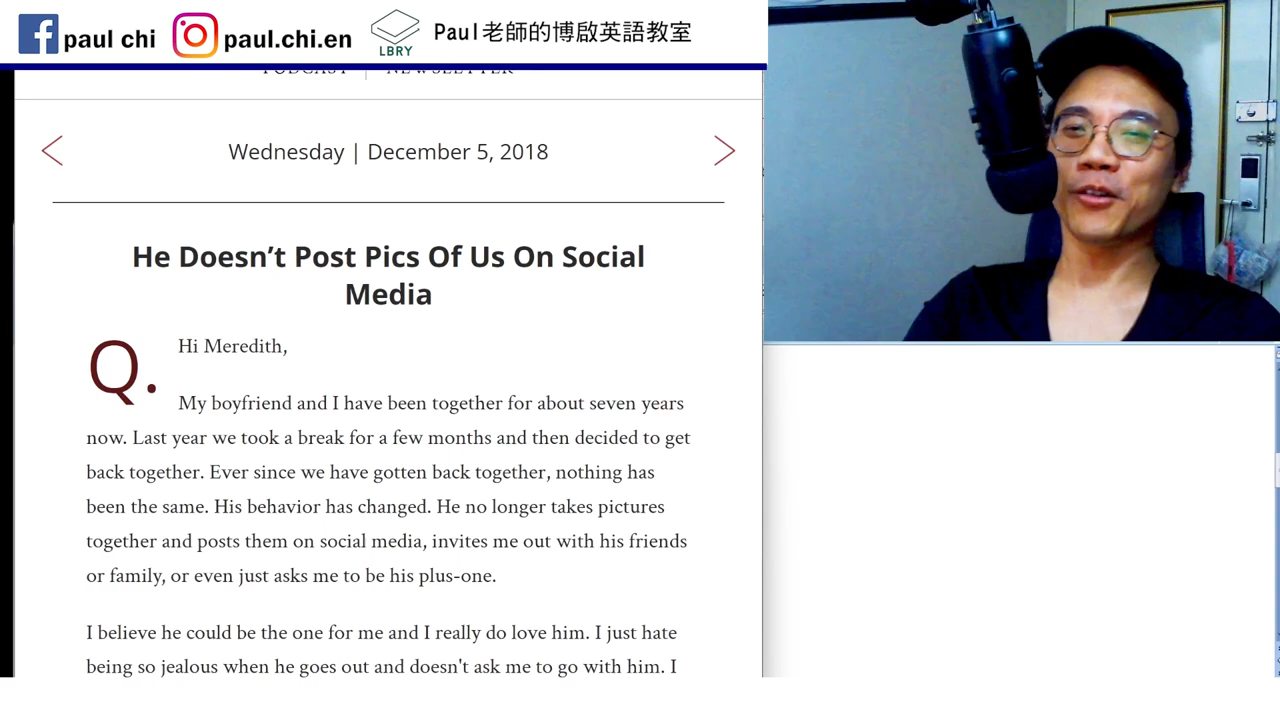 paul chi
paul.chi.en
LBRY
Paul老師的博啟英語教室
PODCAST | NEWSLETTER
Wednesday | December 5, 2018
He Doesn’t Post Pics Of Us On Social
Media
Q.
Hi Meredith,
My boyfriend and I have been together for about seven years
now. Last year we took a break for a few months and then decided to get
back together. Ever since we have gotten back together, nothing has
been the same. His behavior has changed. He no longer takes pictures
together and posts them on social media, invites me out with his friends
or family, or even just asks me to be his plus-one.
I believe he could be the one for me and I really do love him. I just hate
being so jealous when he goes out and doesn't ask me to go with him. I